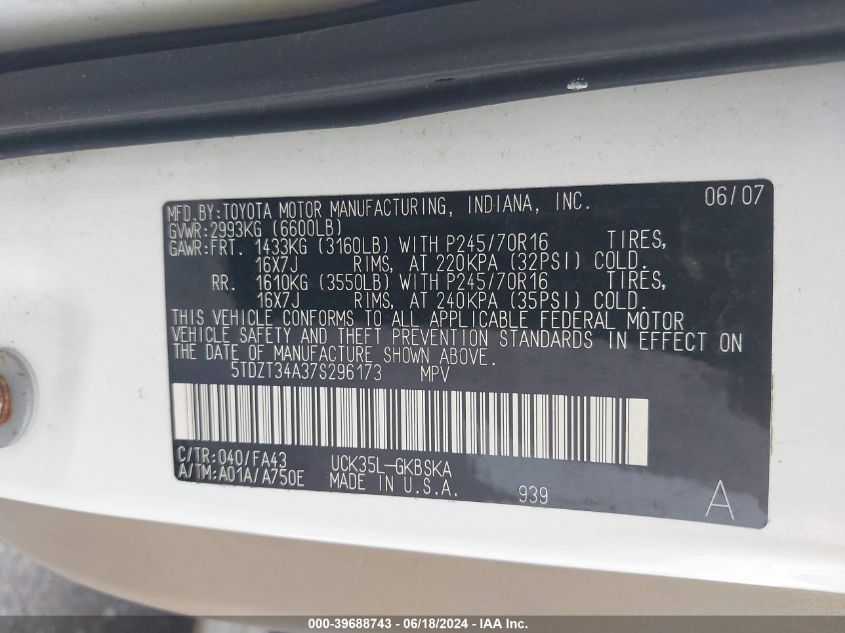 MFD.BY:TOYOTA MOTOR MANUFACTURING, INDIANA, INC. 06/07
GVWR:2993KG (6600LB)
GAWR:FRT. 1433KG (3160LB) WITH P245/70R16 TIRES,
16X7J RIMS, AT 220KPA (32PSI) COLD.
RR. 1610KG (3550LB) WITH P245/70R16 TIRES,
16X7J RIMS, AT 240KPA (35PSI) COLD.
THIS VEHICLE CONFORMS TO ALL APPLICABLE FEDERAL MOTOR
VEHICLE SAFETY AND THEFT PREVENTION STANDARDS IN EFFECT ON
THE DATE OF MANUFACTURE SHOWN ABOVE.
5TDZT34A37S296173 MPV
C/TR:040/FA43 UCK35L-GKBSKA
A/TM:A01A/A750E MADE IN U.S.A. 939 A
000-39688743 - 06/18/2024 - IAA Inc.